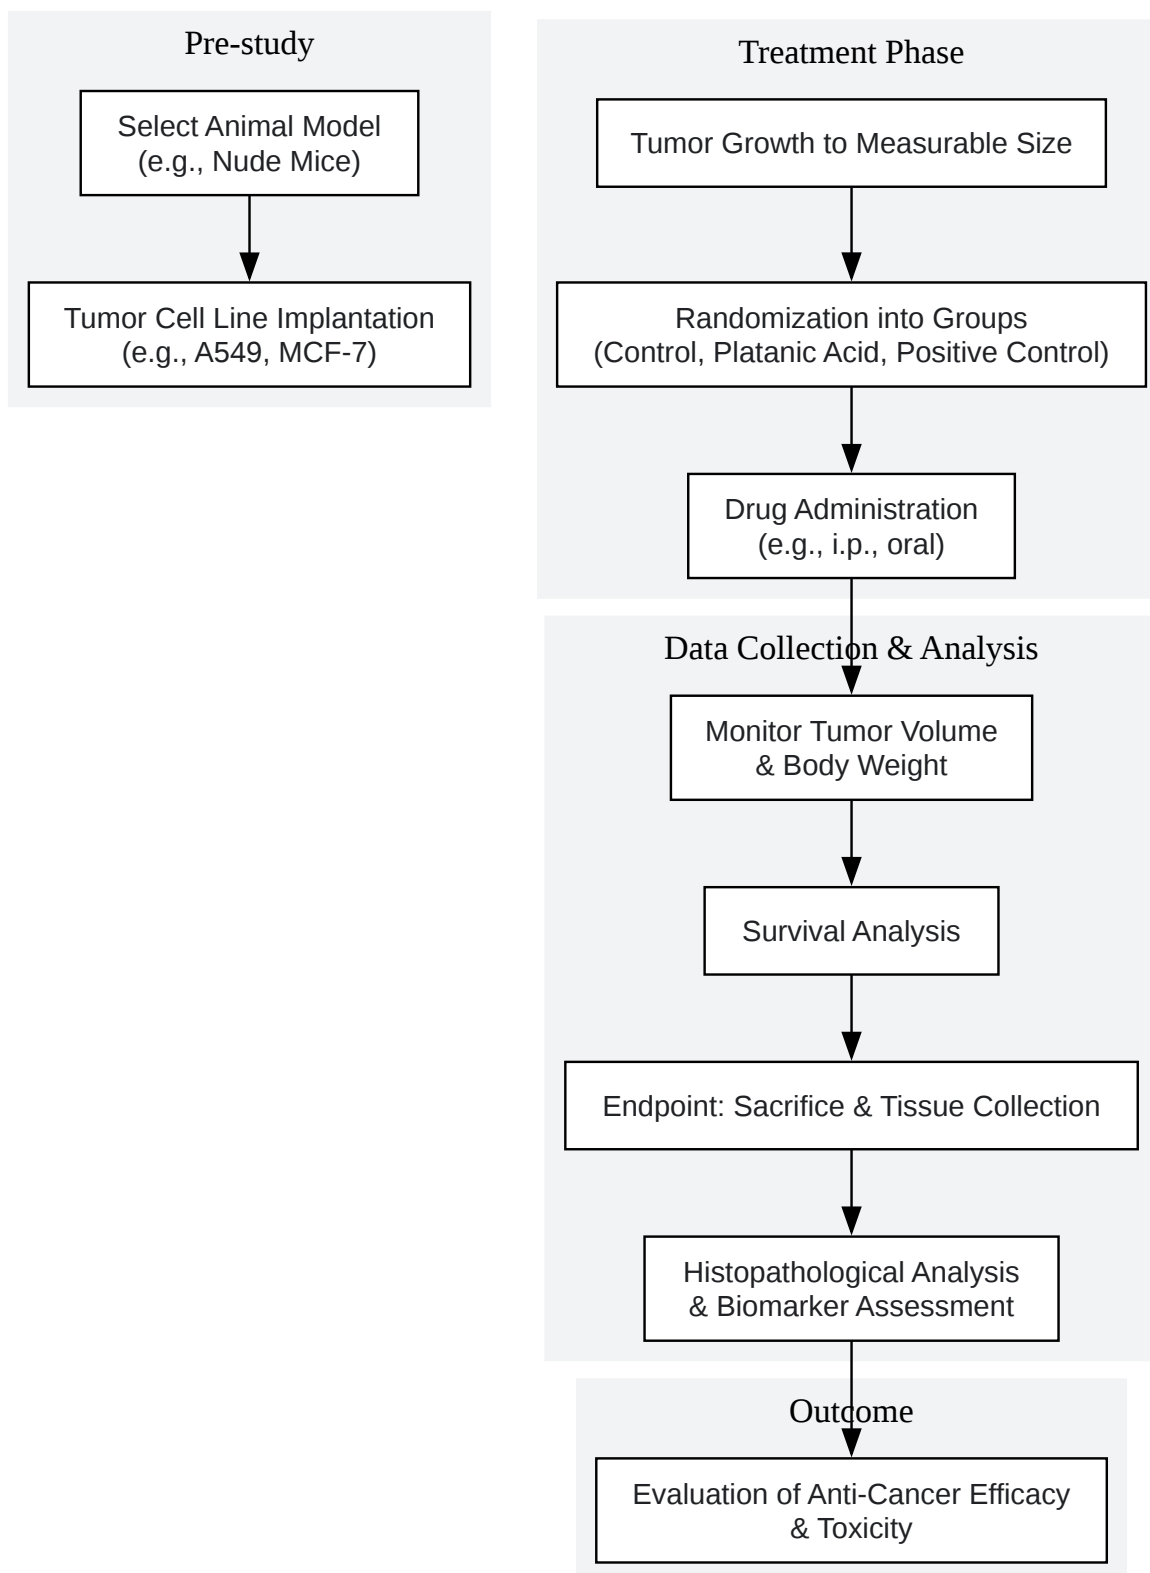 Pre-study
Select Animal Model
(e.g., Nude Mice)
Tumor Cell Line Implantation
(e.g., A549, MCF-7)
Treatment Phase
Tumor Growth to Measurable Size
Randomization into Groups
(Control, Platanic Acid, Positive Control)
Drug Administration
(e.g., i.p., oral)
Data Collection & Analysis
Monitor Tumor Volume
& Body Weight
Survival Analysis
Endpoint: Sacrifice & Tissue Collection
Histopathological Analysis
& Biomarker Assessment
Outcome
Evaluation of Anti-Cancer Efficacy
& Toxicity